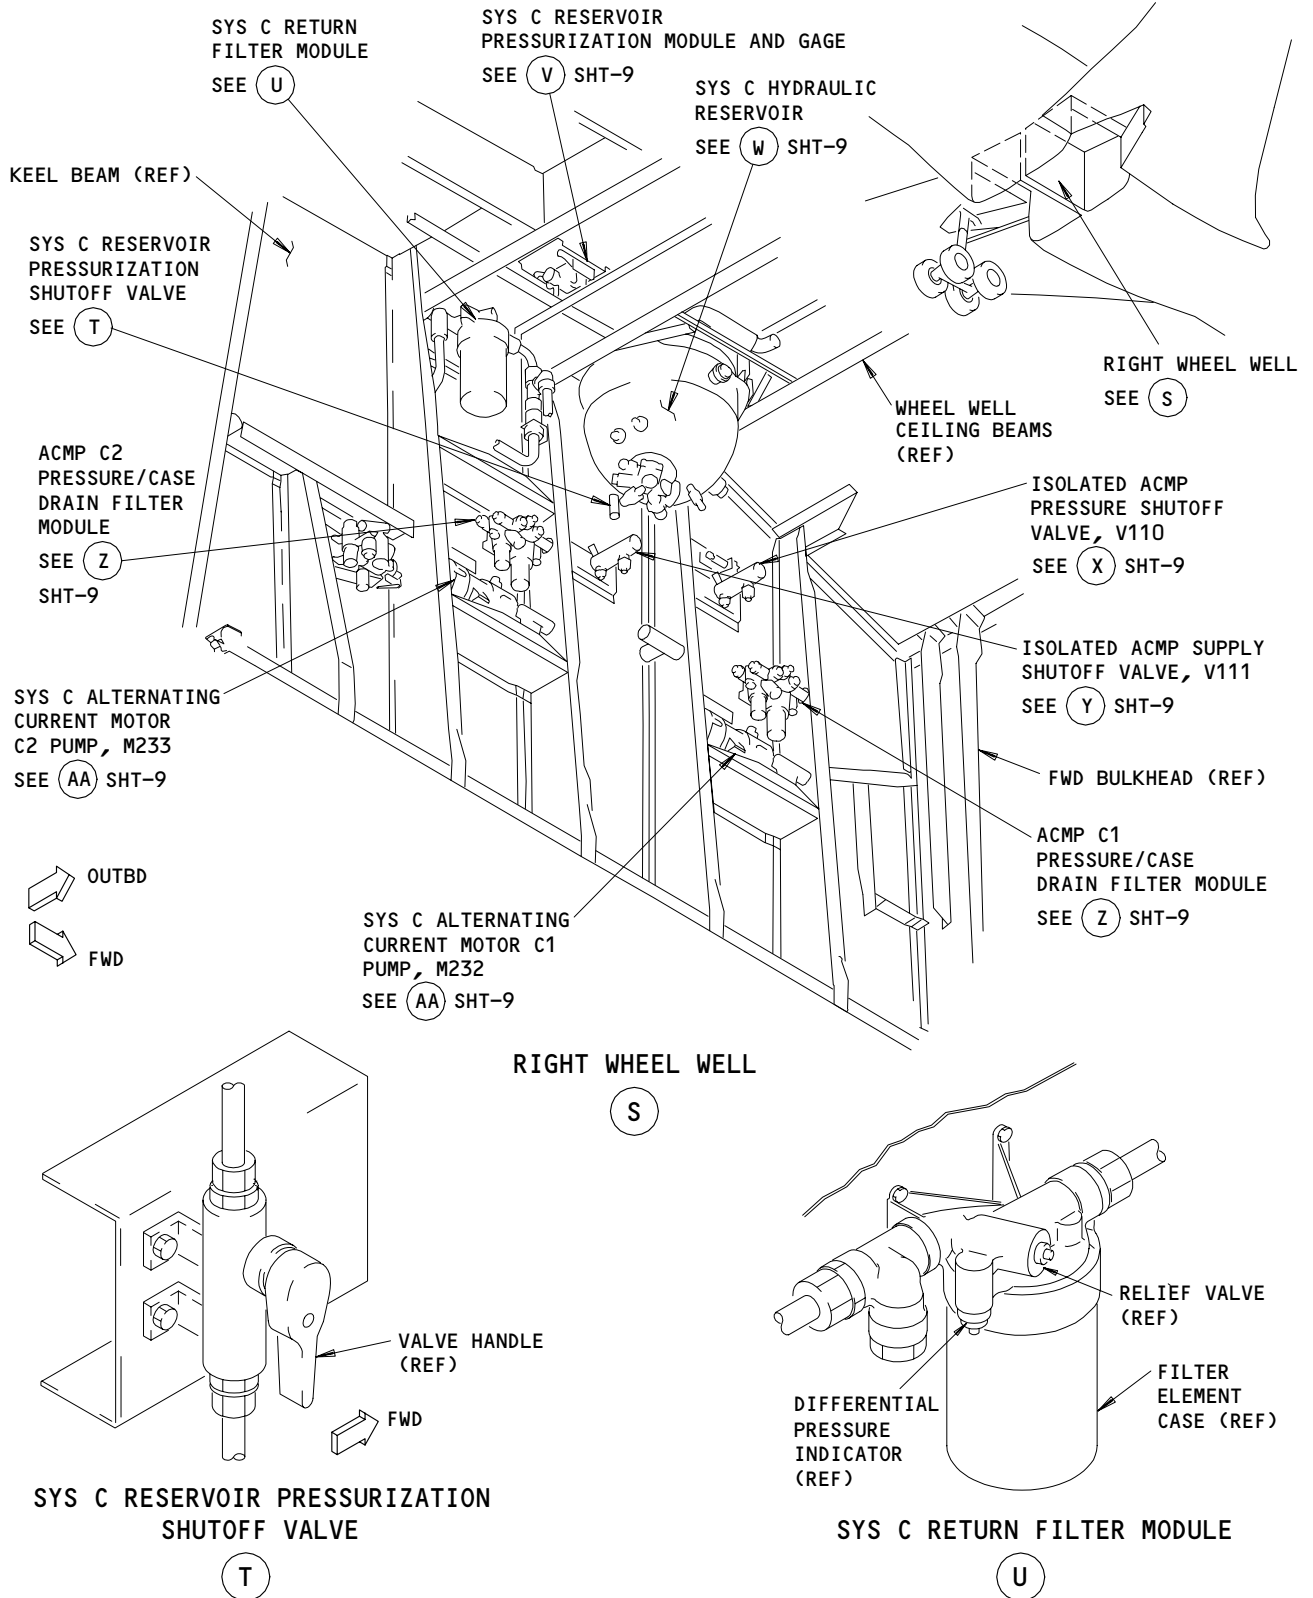 SYS C RETURN
FILTER MODULE
SEE U
SYS C RESERVOIR
PRESSURIZATION MODULE AND GAGE
SEE V SHT-9
SYS C HYDRAULIC
RESERVOIR
SEE W SHT-9
KEEL BEAM (REF)
SYS C RESERVOIR
PRESSURIZATION
SHUTOFF VALVE
SEE T
RIGHT WHEEL WELL
SEE S
WHEEL WELL
CEILING BEAMS
(REF)
ACMP C2
PRESSURE/CASE
DRAIN FILTER
MODULE
SEE Z
SHT-9
ISOLATED ACMP
PRESSURE SHUTOFF
VALVE, V110
SEE X SHT-9
ISOLATED ACMP SUPPLY
SHUTOFF VALVE, V111
SEE Y SHT-9
SYS C ALTERNATING
CURRENT MOTOR
C2 PUMP, M233
SEE AA SHT-9
FWD BULKHEAD (REF)
ACMP C1
PRESSURE/CASE
DRAIN FILTER MODULE
SEE Z SHT-9
OUTBD
FWD
SYS C ALTERNATING
CURRENT MOTOR C1
PUMP, M232
SEE AA SHT-9
RIGHT WHEEL WELL
S
VALVE HANDLE
(REF)
FWD
SYS C RESERVOIR PRESSURIZATION
SHUTOFF VALVE
T
RELIEF VALVE
(REF)
FILTER
ELEMENT
CASE (REF)
DIFFERENTIAL
PRESSURE
INDICATOR
(REF)
SYS C RETURN FILTER MODULE
U